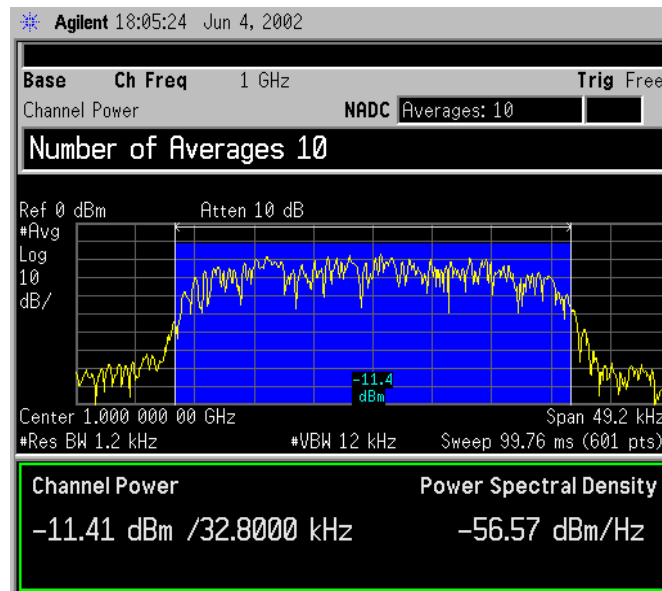 Agilent 18:05:24 Jun 4, 2002
Base Ch Freq 1 GHz Trig Free
Channel Power NADC Averages: 10
Number of Averages 10
Ref 0 dBm Atten 10 dB
#Avg
Log
10
dB/
-11.4
dBm
Center 1.000 000 00 GHz Span 49.2 kHz
#Res BW 1.2 kHz #VBW 12 kHz Sweep 99.76 ms (601 pts)
Channel Power Power Spectral Density
-11.41 dBm /32.8000 kHz -56.57 dBm/Hz